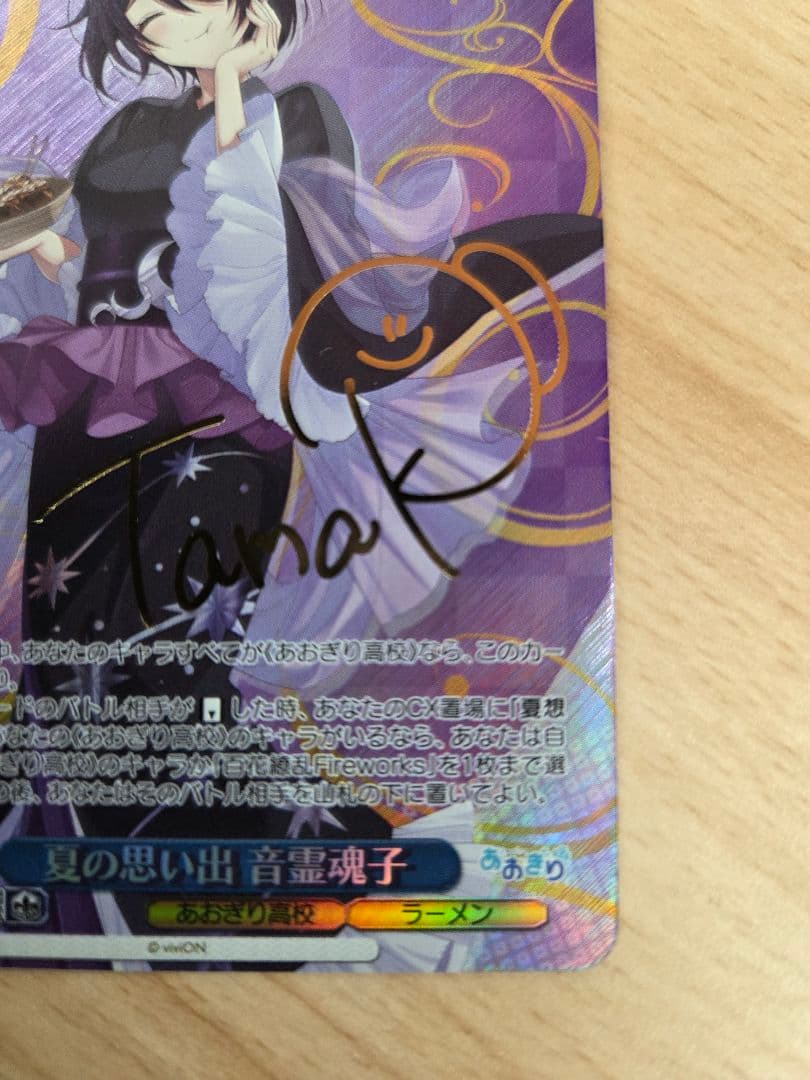 Tamak
中、あなたのキャラすべてが《あおぎり高校》なら、このカー
り。
ードのバトル相手が した時、あなたのCX置場に「夏想
あなたの《あおぎり高校》のキャラがいるなら、あなたは自
ぎり高校》のキャラか「百花繚乱Fireworks」を1枚まで選
の後、あなたはそのバトル相手を山札の下に置いてよい。
夏の思い出 音霊魂子 あおぎり
あおぎり高校 ラーメン
© viviON